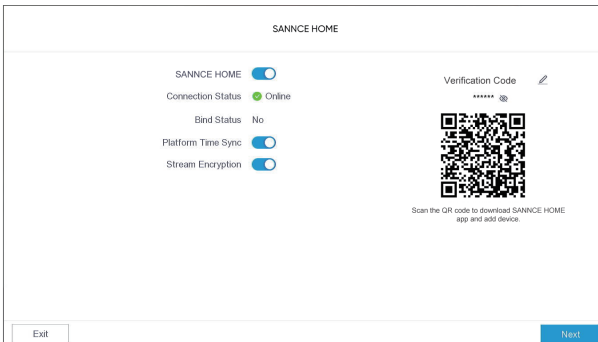 SANNCE HOME
SANNCE HOME
Connection Status Online
Bind Status No
Platform Time Sync
Stream Encryption
Verification Code
******
Scan the QR code to download SANNCE HOME
app and add device.
Exit
Next